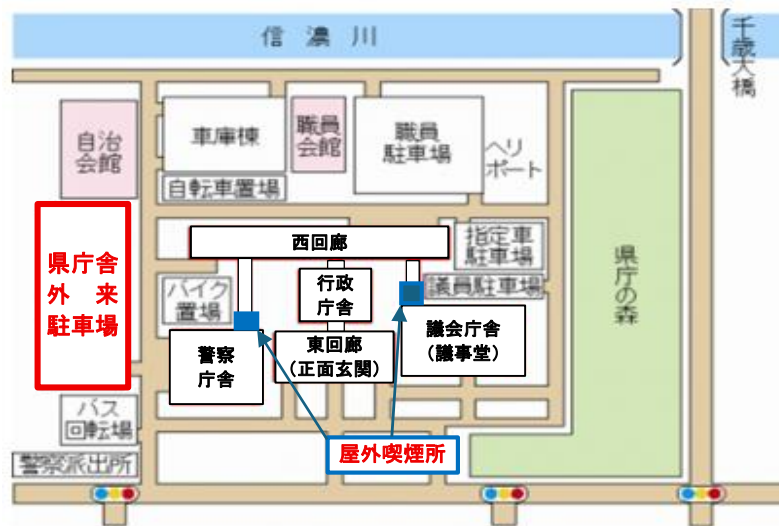 信濃川
千歳大橋
自治
会館
車庫棟
職員
会館
職員
駐車場
ヘリ
ポート
自転車置場
県庁舎
外来
駐車場
西回廊
指定車
駐車場
県庁の森
バイク
置場
行政
庁舎
議員駐車場
警察
庁舎
東回廊
(正面玄関)
議会庁舎
(議事堂)
バス
回転場
屋外喫煙所
警察派出所